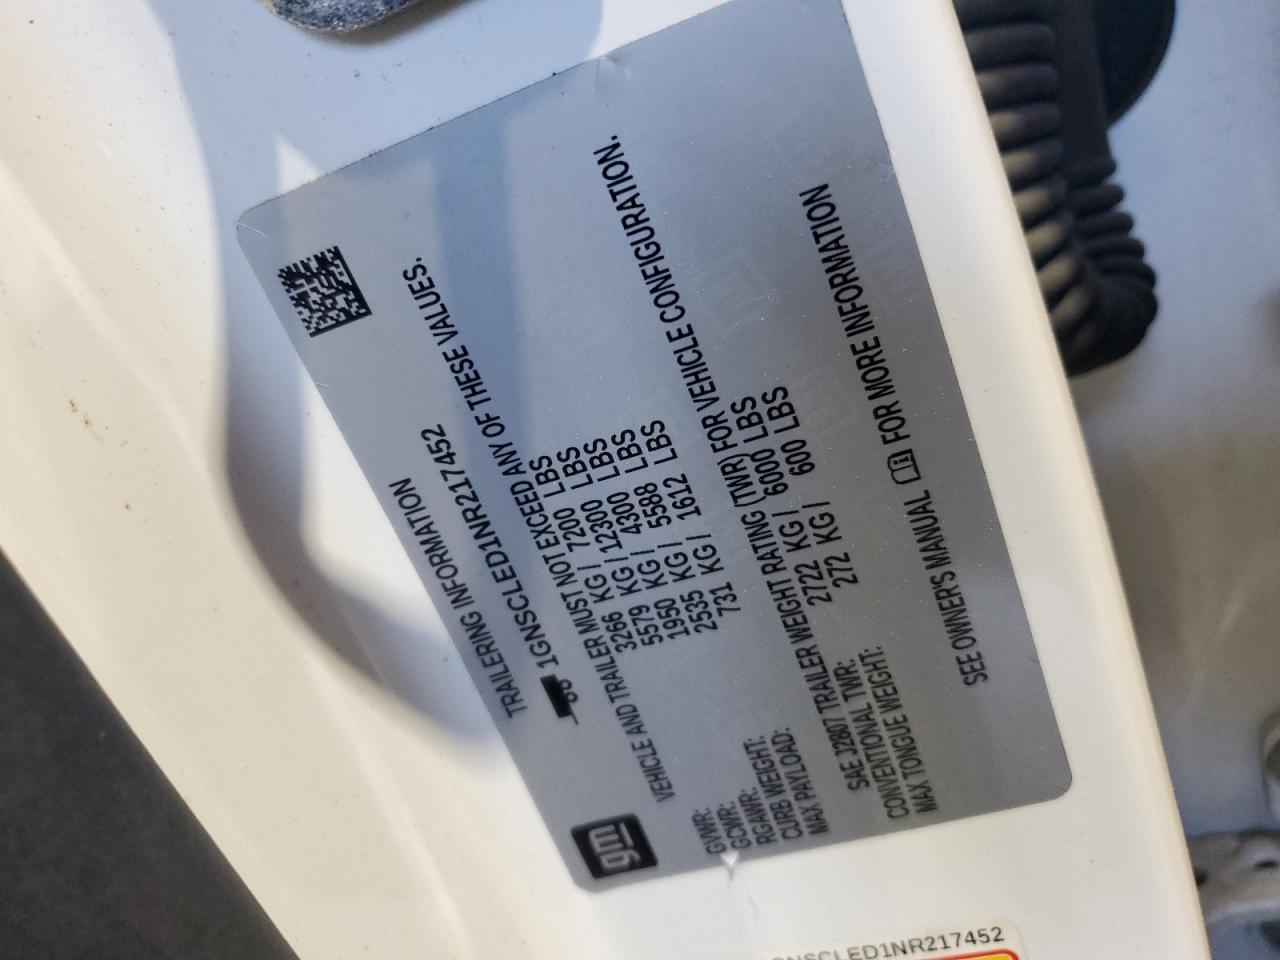 gm
TRAILERING INFORMATION
1GNSCLED1NR217452
VEHICLE AND TRAILER MUST NOT EXCEED ANY OF THESE VALUES.
GVWR: 3266 KG / 7200 LBS
GCWR: 5579 KG / 12300 LBS
RGAWR: 1950 KG / 4300 LBS
CURB WEIGHT: 2535 KG / 5588 LBS
MAX PAYLOAD: 731 KG / 1612 LBS
SAE J2807 TRAILER WEIGHT RATING (TWR) FOR VEHICLE CONFIGURATION.
CONVENTIONAL TWR: 2722 KG / 6000 LBS
MAX TONGUE WEIGHT: 272 KG / 600 LBS
SEE OWNER'S MANUAL FOR MORE INFORMATION
GNSCLED1NR217452